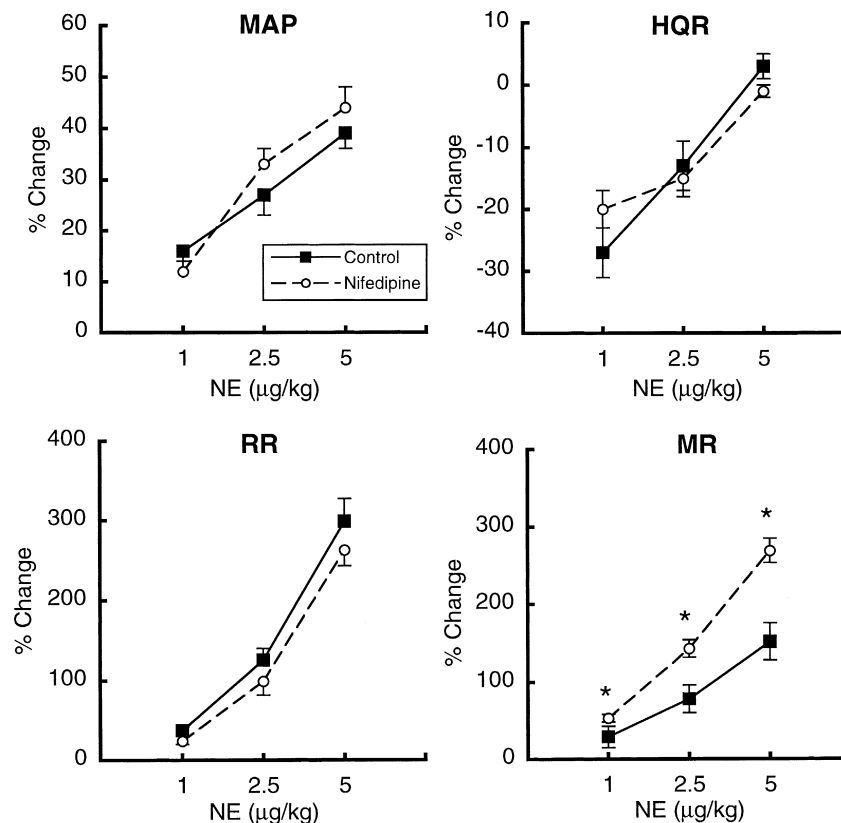 MAP
60
50
40
30
20
10
0
% Change
Control
Nifedipine
1 2.5 5
NE (μg/kg)
HQR
10
0
-10
-20
-30
-40
% Change
1 2.5 5
NE (μg/kg)
RR
400
300
200
100
0
% Change
1 2.5 5
NE (μg/kg)
MR
400
300
200
100
0
% Change
*
*
*
1 2.5 5
NE (μg/kg)